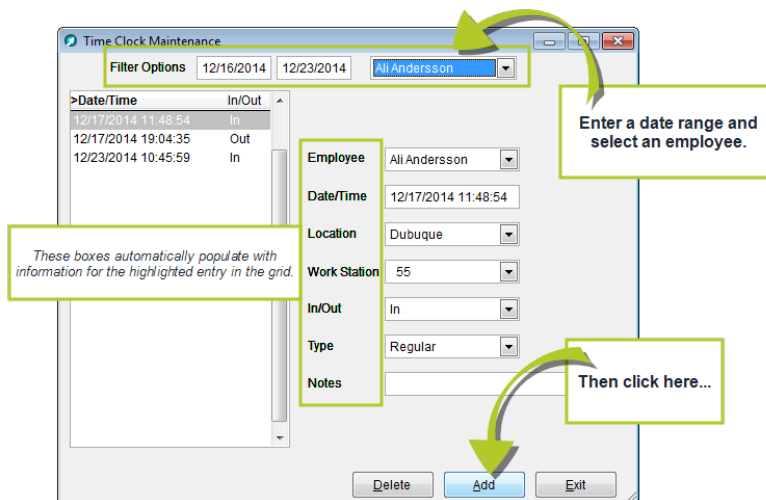 Time Clock Maintenance
Filter Options 12/16/2014 12/23/2014 Ali Andersson
>Date/Time In/Out
12/17/2014 11:48:54 In
12/17/2014 19:04:35 Out
12/23/2014 10:45:59 In
Enter a date range and
select an employee.
Employee Ali Andersson
Date/Time 12/17/2014 11:48:54
Location Dubuque
Work Station 55
In/Out In
Type Regular
Notes
These boxes automatically populate with
information for the highlighted entry in the grid.
Then click here...
Delete Add Exit